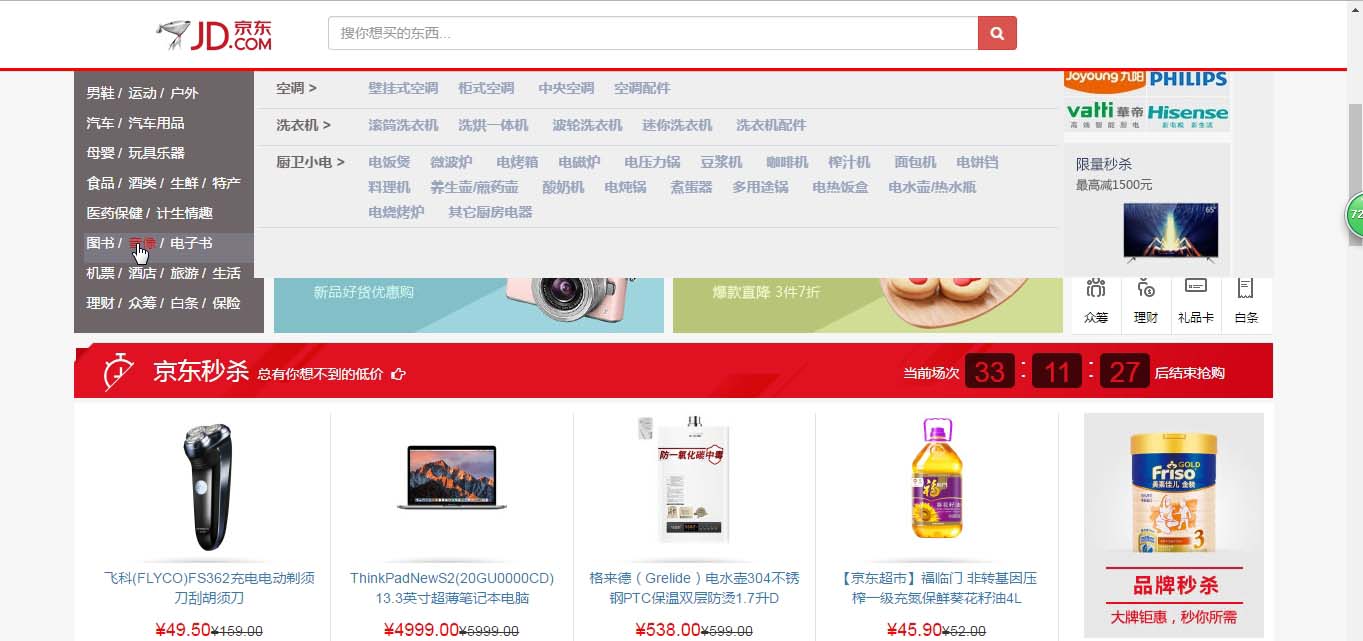 JD京东
.COM
搜你想买的东西...
男鞋 / 运动 / 户外
汽车 / 汽车用品
母婴 / 玩具乐器
食品 / 酒类 / 生鲜 / 特产
医药保健 / 计生情趣
图书 / 音像 / 电子书
机票 / 酒店 / 旅游 / 生活
理财 / 众筹 / 白条 / 保险
空调 > 壁挂式空调 柜式空调 中央空调 空调配件
洗衣机 > 滚筒洗衣机 洗烘一体机 波轮洗衣机 迷你洗衣机 洗衣机配件
厨卫小电 > 电饭煲 微波炉 电烤箱 电磁炉 电压力锅 豆浆机 咖啡机 榨汁机 面包机 电饼铛
料理机 养生壶/煎药壶 酸奶机 电炖锅 煮蛋器 多用途锅 电热饭盒 电水壶/热水瓶
电烧烤炉 其它厨房电器
Joyoung 九阳 PHILIPS
vatti 華帝 Hisense
高端智能厨电
限量秒杀
最高减1500元
65"
72
新品好货优惠购
爆款直降 3件7折
众筹 理财 礼品卡 白条
京东秒杀 总有你想不到的低价
当前场次 33 : 11 : 27 后结束抢购
防一氧化碳中毒
福
Friso GOLD
美素佳儿 金装
3
飞科(FLYCO)FS362充电电动剃须
刀刮胡须刀
¥49.50¥159.00
ThinkPadNewS2(20GU0000CD)
13.3英寸超薄笔记本电脑
¥4999.00¥5999.00
格来德（Grelide）电水壶304不锈
钢PTC保温双层防烫1.7升D
¥538.00¥599.00
【京东超市】福临门 非转基因压
榨一级充氮保鲜葵花籽油4L
¥45.90¥52.00
品牌秒杀
大牌钜惠，秒你所需